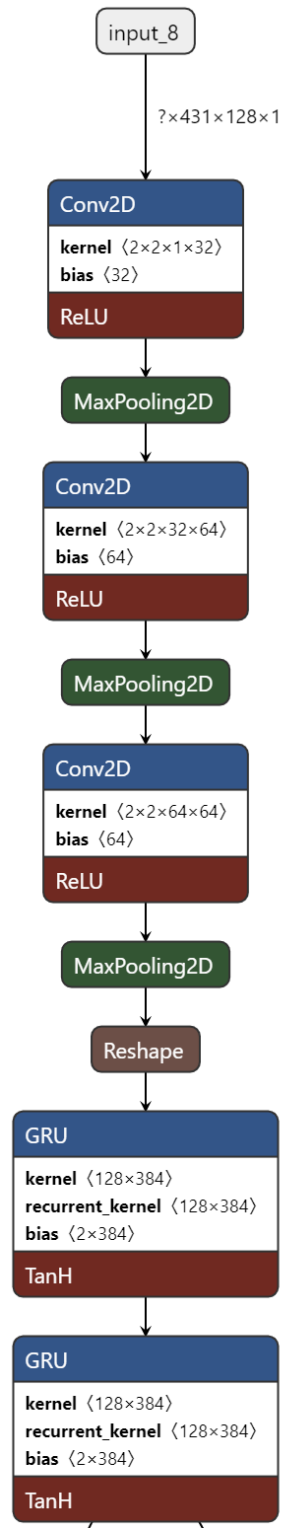 input_8
?×431×128×1
Conv2D
kernel 〈2×2×1×32〉
bias 〈32〉
ReLU
MaxPooling2D
Conv2D
kernel 〈2×2×32×64〉
bias 〈64〉
ReLU
MaxPooling2D
Conv2D
kernel 〈2×2×64×64〉
bias 〈64〉
ReLU
MaxPooling2D
Reshape
GRU
kernel 〈128×384〉
recurrent_kernel 〈128×384〉
bias 〈2×384〉
TanH
GRU
kernel 〈128×384〉
recurrent_kernel 〈128×384〉
bias 〈2×384〉
TanH